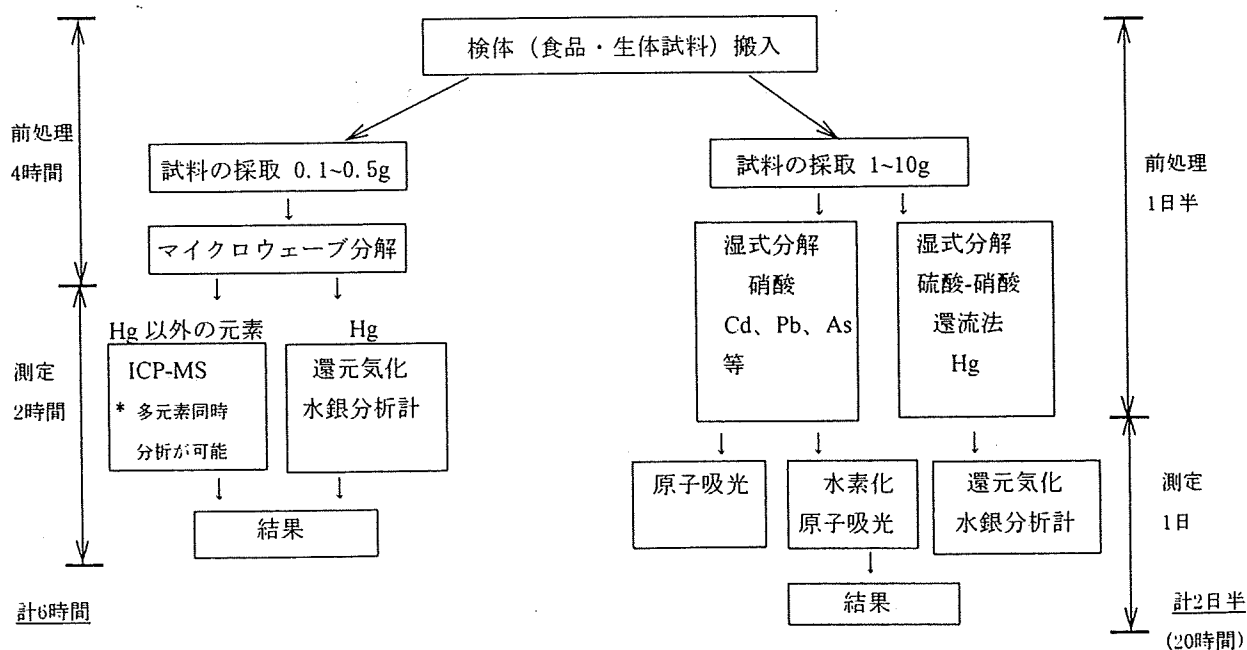 検体（食品・生体試料）搬入
前処理
4時間
試料の採取 0.1~0.5g
↓
マイクロウェーブ分解
↓ ↓
Hg 以外の元素
Hg
ICP-MS
* 多元素同時
分析が可能
還元気化
水銀分析計
測定
2時間
↓ ↓
結果
計6時間
試料の採取 1~10g
↓ ↓
湿式分解
硝酸
Cd、Pb、As
等
湿式分解
硫酸-硝酸
還流法
Hg
前処理
1日半
↓ ↓ ↓
原子吸光
水素化
原子吸光
還元気化
水銀分析計
測定
1日
↓
結果
計2日半
(20時間)